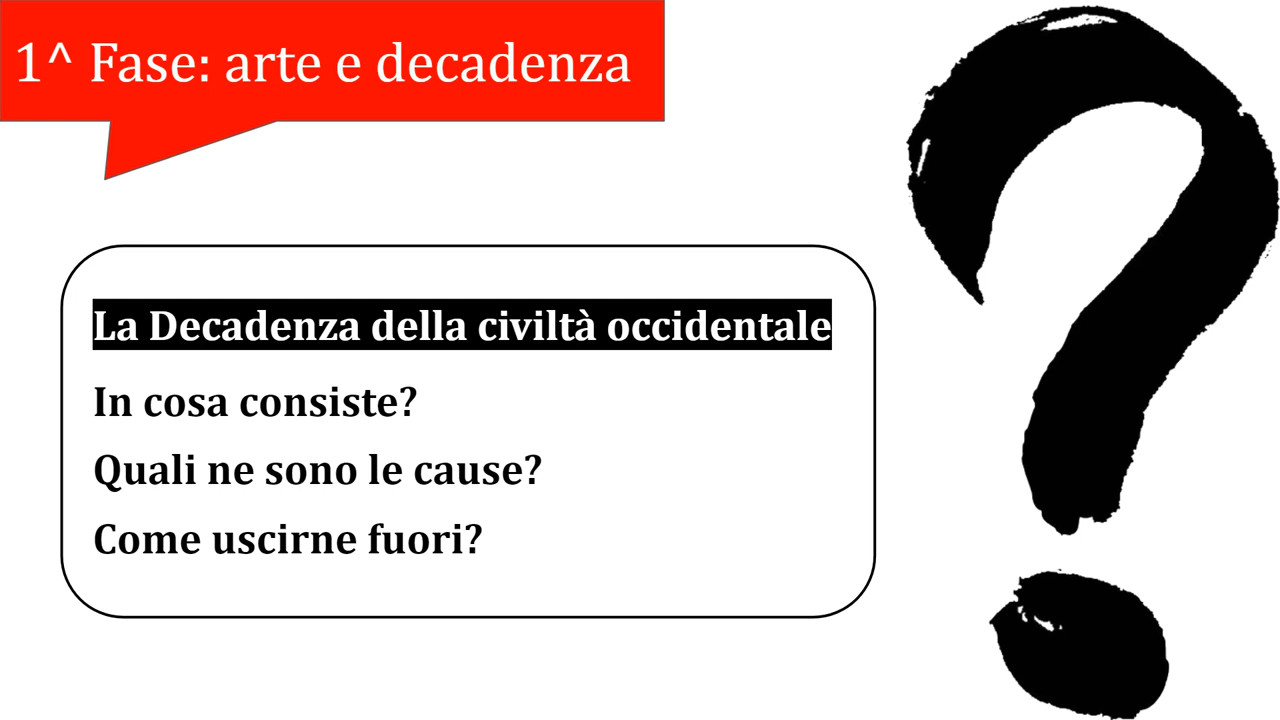 1^ Fase: arte e decadenza
La Decadenza della civiltà occidentale
In cosa consiste?
Quali ne sono le cause?
Come uscirne fuori?